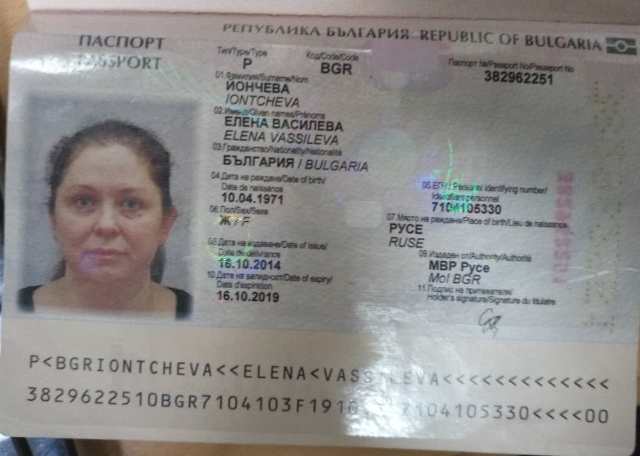 РЕПУБЛИКА БЪЛГАРИЯ REPUBLIC OF BULGARIA
ПАСПОРТ
PASSPORT
Тип/Type/Type Код/Code/Code Паспорт №/Passport No/Passeport No
P BGR 382962251
01.Фамилия/Surname/Nom
ЙОНЧЕВА
IONTCHEVA
02.Имена/Given names/Prénoms
ЕЛЕНА ВАСИЛЕВА
ELENA VASSILEVA
03.Гражданство/Nationality/Nationalité
БЪЛГАРИЯ / BULGARIA
04.Дата на раждане/Date of birth/
Date de naissance
10.04.1971
05.ЕГН/Personal identifying number/
Identifiant personnel
7104105330
06.Пол/Sex/Sexe
Ж / F
07.Място на раждане/Place of birth/Lieu de naissance
РУСЕ
RUSE
08.Дата на издаване/Date of issue/
Date de délivrance
16.10.2014
09.Издаден от/Authority/Autorité
МВР Русе
MoI BGR
10.Дата на валидност/Date of expiry/
Date d'expiration
16.10.2019
11.Подпис на притежателя/
Holder's signature/Signature du titulaire
P<BGRIONTCHEVA<<ELENA<VASSILEVA<<<<<<<<<<<<<
3829622510BGR7104103F1910 7104105330<<<<00